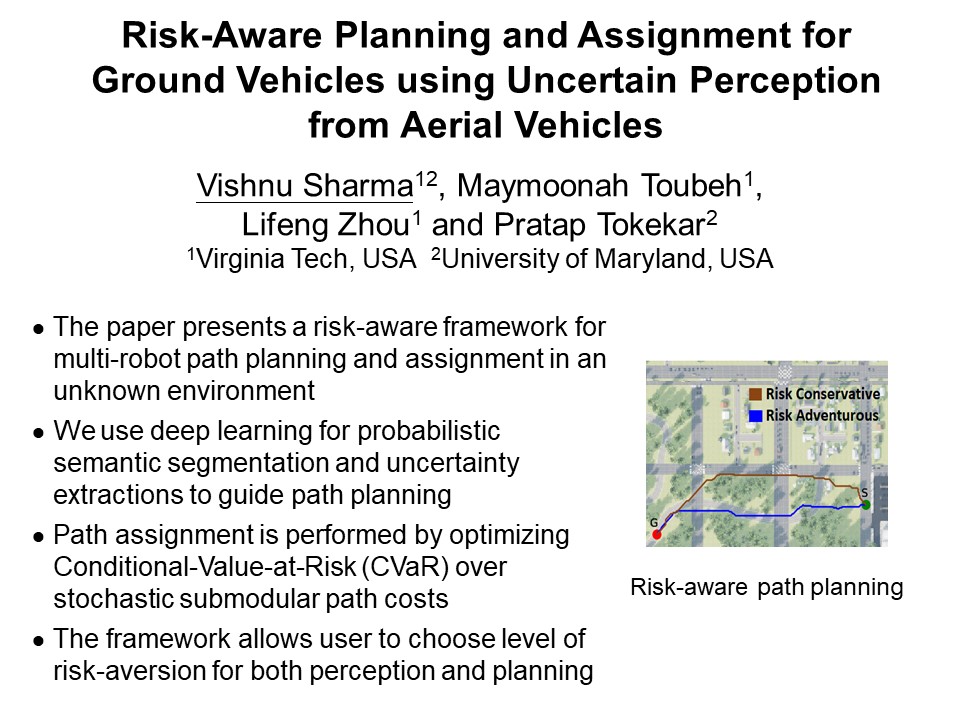 Risk-Aware Planning and Assignment for
Ground Vehicles using Uncertain Perception
from Aerial Vehicles
Vishnu Sharma¹², Maymoonah Toubeh¹,
Lifeng Zhou¹ and Pratap Tokekar²
¹Virginia Tech, USA ²University of Maryland, USA
● The paper presents a risk-aware framework for
multi-robot path planning and assignment in an
unknown environment
● We use deep learning for probabilistic
semantic segmentation and uncertainty
extractions to guide path planning
● Path assignment is performed by optimizing
Conditional-Value-at-Risk (CVaR) over
stochastic submodular path costs
● The framework allows user to choose level of
risk-aversion for both perception and planning
Risk Conservative
Risk Adventurous
S
G
Risk-aware path planning